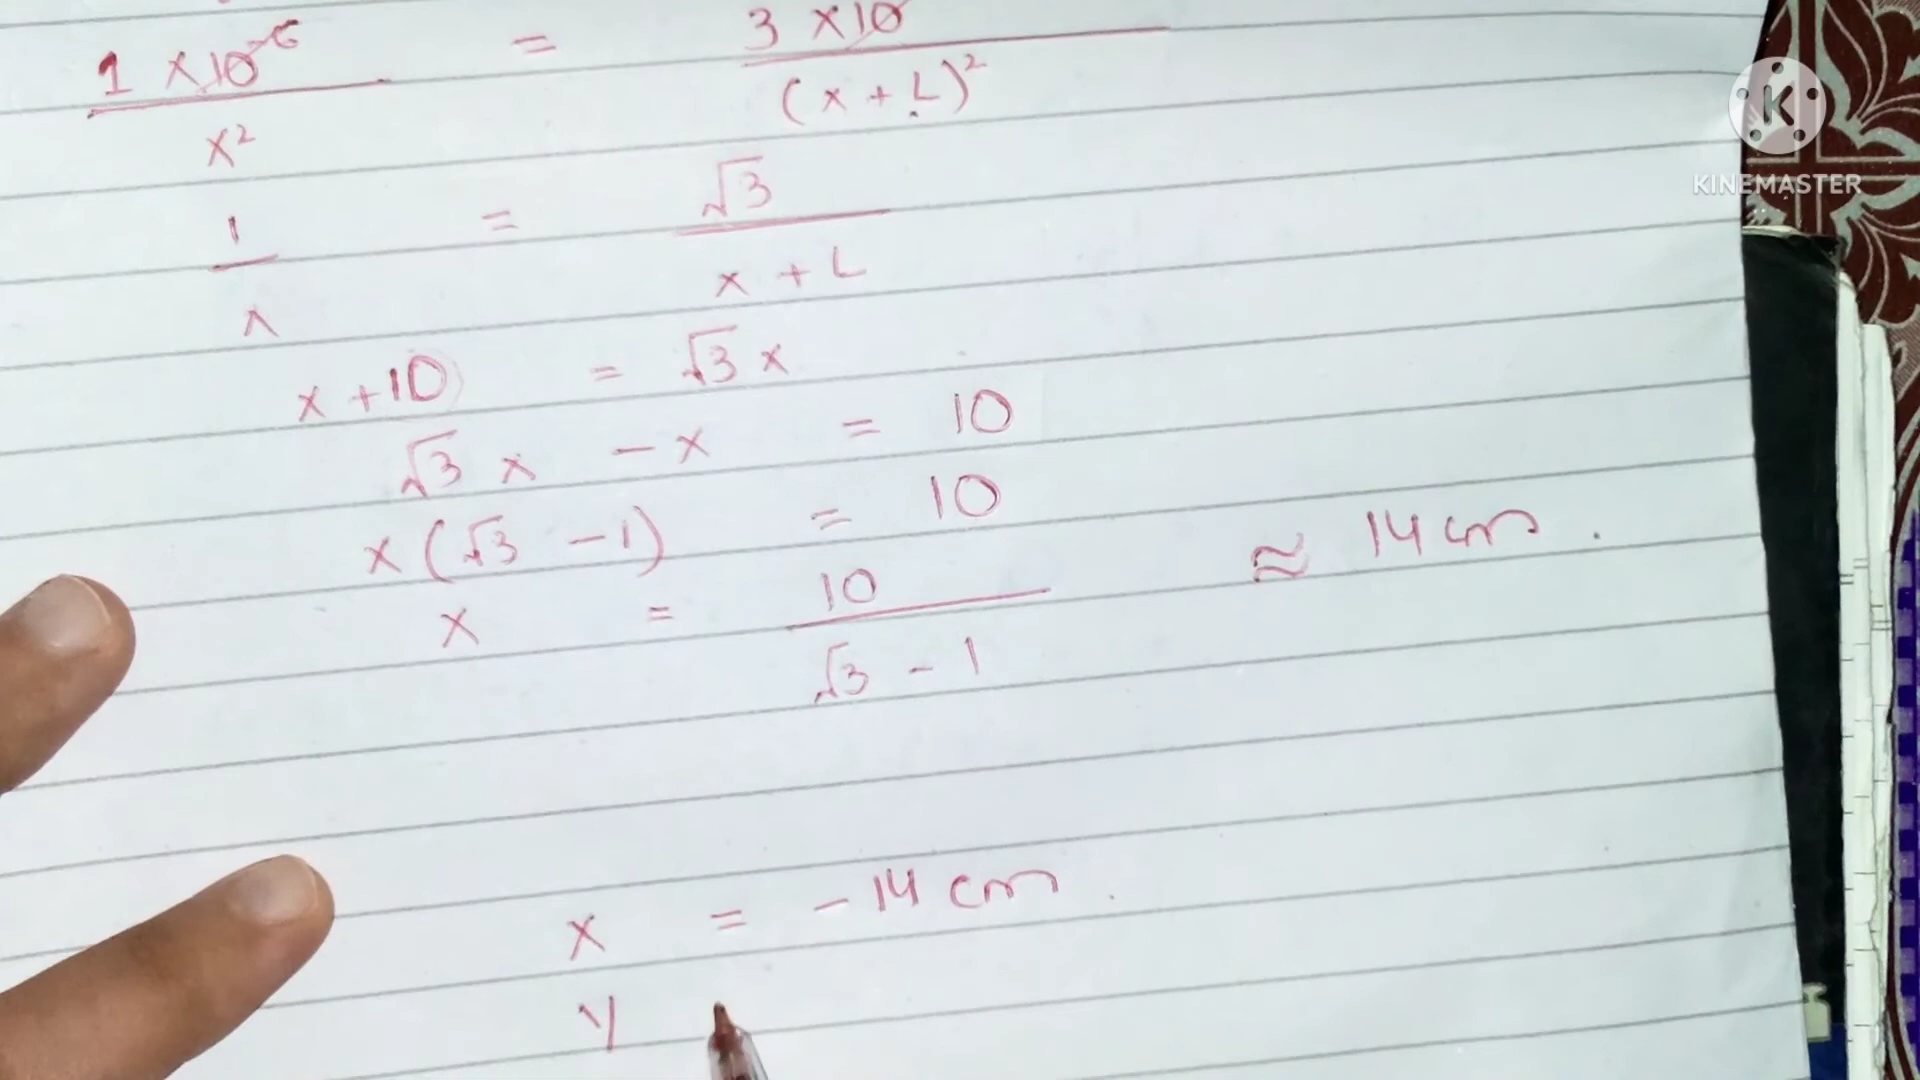 1 × 10⁻⁶ = 3 × 10
x² (x + L)²
1 = √3
x x + L
x + 10 = √3 x
√3 x - x = 10
x (√3 - 1) = 10
x = 10 ≈ 14 cm .
√3 - 1
x = - 14 cm .
y
K
KINEMASTER